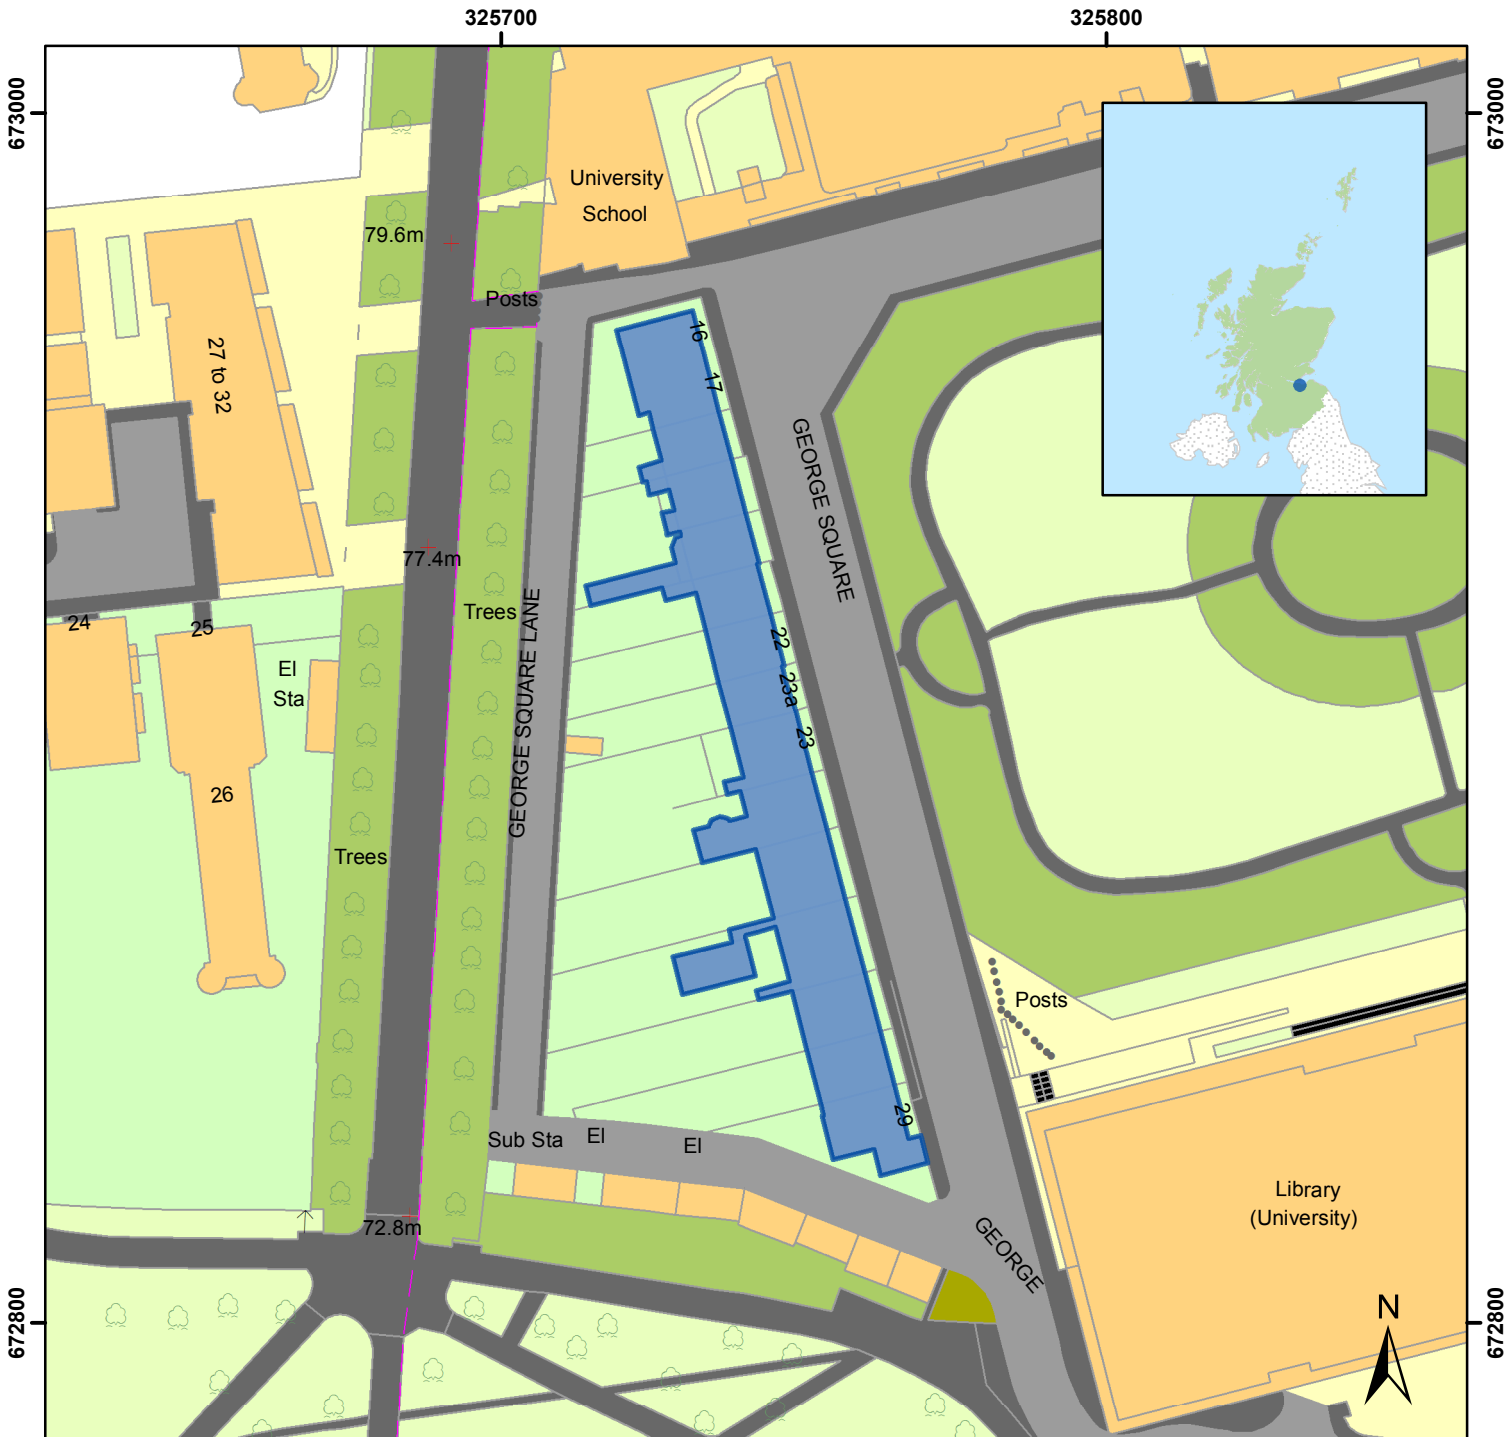 325700
325800
673000
673000
University
School
79.6m
Posts
16
17
27 to 32
GEORGE SQUARE
77.4m
Trees
24
25
El
Sta
GEORGE SQUARE LANE
22
23a
23
26
Trees
Posts
29
Sub Sta
El
El
72.8m
Library
(University)
GEORGE
N
672800
672800